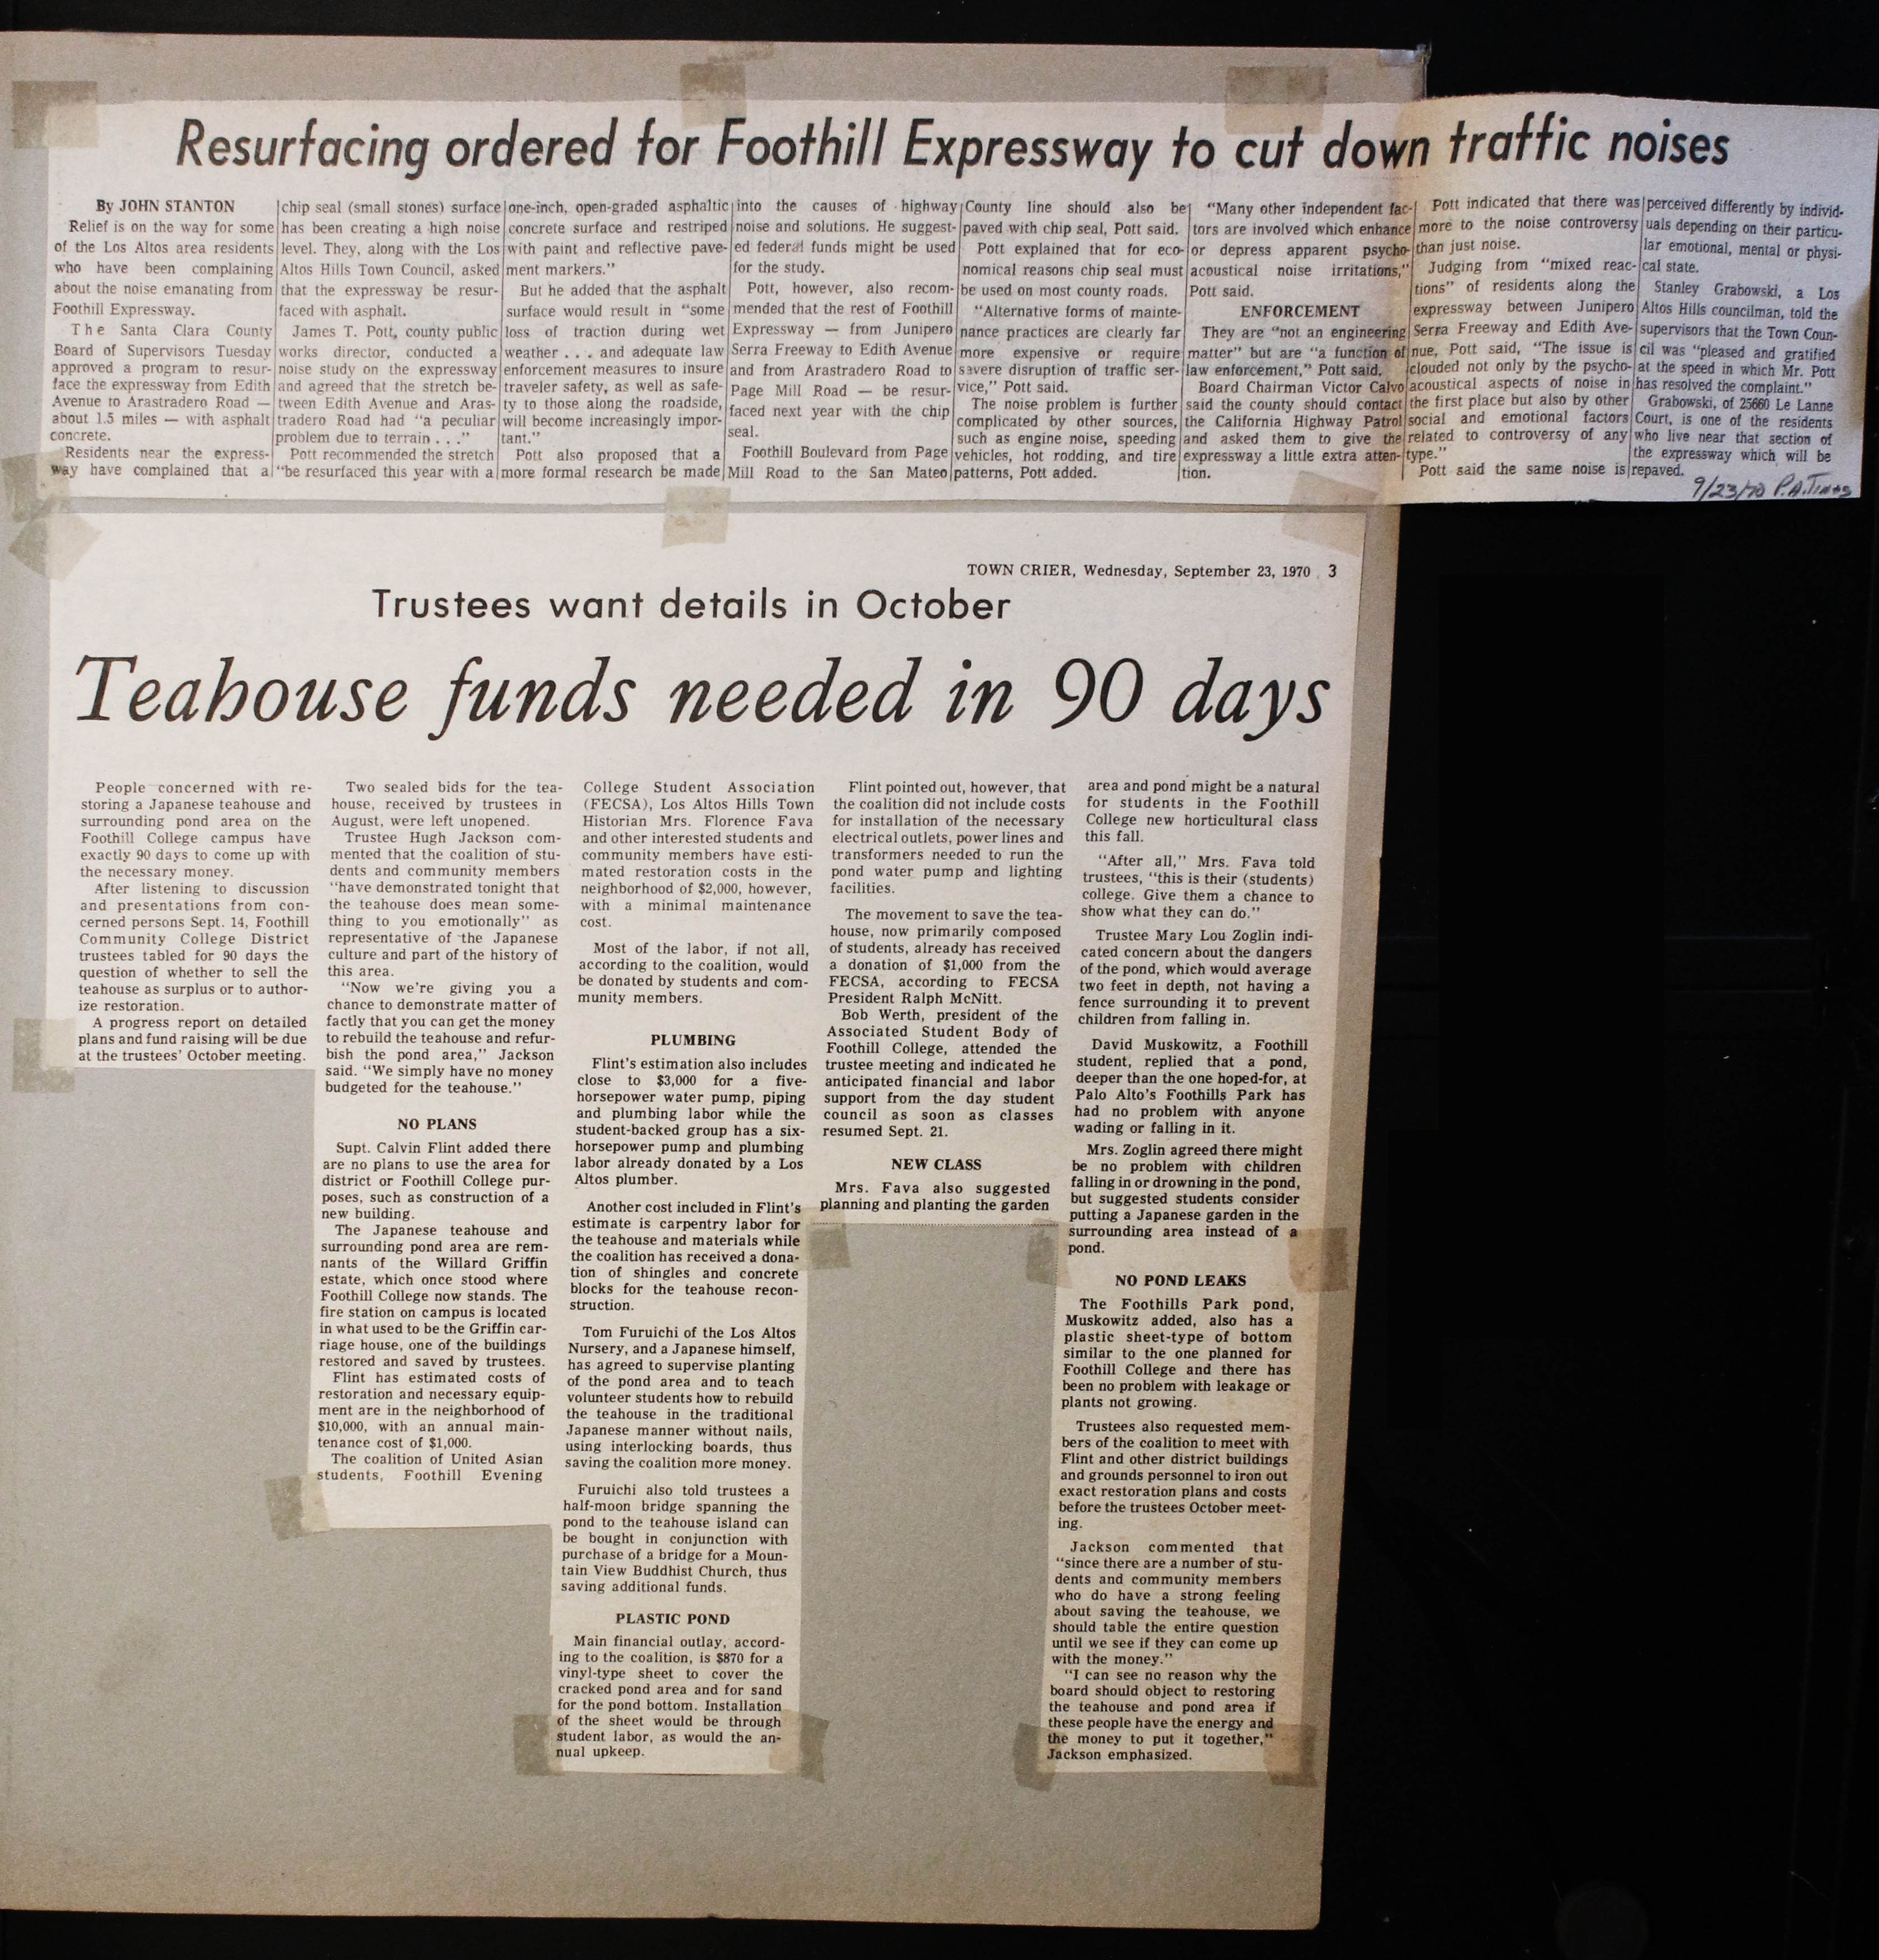 Resurfacing ordered for Foothill Expressway to cut down traffic noises
By JOHN STANTON
Relief is on the way for some
of the Los Altos area residents
who have been complaining
about the noise emanating from
Foothill Expressway.
The Santa Clara County
Board of Supervisors Tuesday
approved a program to resur-
face the expressway from Edith
Avenue to Arastradero Road —
about 1.5 miles — with asphalt
concrete.
Residents near the express-
way have complained that a
chip seal (small stones) surface
has been creating a high noise
level. They, along with the Los
Altos Hills Town Council, asked
that the expressway be resur-
faced with asphalt.
James T. Pott, county public
works director, conducted a
noise study on the expressway
and agreed that the stretch be-
tween Edith Avenue and Aras-
tradero Road had “a peculiar
problem due to terrain . . .”
Pott recommended the stretch
“be resurfaced this year with a
one-inch, open-graded asphaltic
concrete surface and restriped
with paint and reflective pave-
ment markers.”
But he added that the asphalt
surface would result in “some
loss of traction during wet
weather . . . and adequate law
enforcement measures to insure
traveler safety, as well as safe-
ty to those along the roadside,
will become increasingly impor-
tant.”
Pott also proposed that a
more formal research be made
into the causes of highway
noise and solutions. He suggest-
ed federal funds might be used
for the study.
Pott, however, also recom-
mended that the rest of Foothill
Expressway — from Junipero
Serra Freeway to Edith Avenue
and from Arastradero Road to
Page Mill Road — be resur-
faced next year with the chip
seal.
Foothill Boulevard from Page
Mill Road to the San Mateo
County line should also be
paved with chip seal, Pott said.
Pott explained that for eco-
nomical reasons chip seal must
be used on most county roads.
“Alternative forms of mainte-
nance practices are clearly far
more expensive or require
severe disruption of traffic ser-
vice,” Pott said.
The noise problem is further
complicated by other sources,
such as engine noise, speeding
vehicles, hot rodding, and tire
patterns, Pott added.
“Many other independent fac-
tors are involved which enhance
or depress apparent psycho-
acoustical noise irritations,”
Pott said.
ENFORCEMENT
They are “not an engineering
matter” but are “a function of
law enforcement,” Pott said.
Board Chairman Victor Calvo
said the county should contact
the California Highway Patrol
and asked them to give the
expressway a little extra atten-
tion.
Pott indicated that there was
more to the noise controversy
than just noise.
Judging from “mixed reac-
tions” of residents along the
expressway between Junipero
Serra Freeway and Edith Ave-
nue, Pott said, “The issue is
clouded not only by the psycho-
acoustical aspects of noise in
the first place but also by other
social and emotional factors
related to controversy of any
type.”
Pott said the same noise is
perceived differently by individ-
uals depending on their particu-
lar emotional, mental or physi-
cal state.
Stanley Grabowski, a Los
Altos Hills councilman, told the
supervisors that the Town Coun-
cil was “pleased and gratified
at the speed in which Mr. Pott
has resolved the complaint.”
Grabowski, of 25660 Le Lanne
Court, is one of the residents
who live near that section of
the expressway which will be
repaved.
9/23/70 P.A. Times
TOWN CRIER, Wednesday, September 23, 1970 3
Trustees want details in October
Teahouse funds needed in 90 days
People concerned with re-
storing a Japanese teahouse and
surrounding pond area on the
Foothill College campus have
exactly 90 days to come up with
the necessary money.
After listening to discussion
and presentations from con-
cerned persons Sept. 14, Foothill
Community College District
trustees tabled for 90 days the
question of whether to sell the
teahouse as surplus or to author-
ize restoration.
A progress report on detailed
plans and fund raising will be due
at the trustees’ October meeting.
Two sealed bids for the tea-
house, received by trustees in
August, were left unopened.
Trustee Hugh Jackson com-
mented that the coalition of stu-
dents and community members
“have demonstrated tonight that
the teahouse does mean some-
thing to you emotionally” as
representative of the Japanese
culture and part of the history of
this area.
“Now we’re giving you a
chance to demonstrate matter of
factly that you can get the money
to rebuild the teahouse and refur-
bish the pond area,” Jackson
said. “We simply have no money
budgeted for the teahouse.”
NO PLANS
Supt. Calvin Flint added there
are no plans to use the area for
district or Foothill College pur-
poses, such as construction of a
new building.
The Japanese teahouse and
surrounding pond area are rem-
nants of the Willard Griffin
estate, which once stood where
Foothill College now stands. The
fire station on campus is located
in what used to be the Griffin car-
riage house, one of the buildings
restored and saved by trustees.
Flint has estimated costs of
restoration and necessary equip-
ment are in the neighborhood of
$10,000, with an annual main-
tenance cost of $1,000.
The coalition of United Asian
students, Foothill Evening
College Student Association
(FECSA), Los Altos Hills Town
Historian Mrs. Florence Fava
and other interested students and
community members have esti-
mated restoration costs in the
neighborhood of $2,000, however,
with a minimal maintenance
cost.
Most of the labor, if not all,
according to the coalition, would
be donated by students and com-
munity members.
PLUMBING
Flint’s estimation also includes
close to $3,000 for a five-
horsepower water pump, piping
and plumbing labor while the
student-backed group has a six-
horsepower pump and plumbing
labor already donated by a Los
Altos plumber.
Another cost included in Flint’s
estimate is carpentry labor for
the teahouse and materials while
the coalition has received a dona-
tion of shingles and concrete
blocks for the teahouse recon-
struction.
Tom Furuichi of the Los Altos
Nursery, and a Japanese himself,
has agreed to supervise planting
of the pond area and to teach
volunteer students how to rebuild
the teahouse in the traditional
Japanese manner without nails,
using interlocking boards, thus
saving the coalition more money.
Furuichi also told trustees a
half-moon bridge spanning the
pond to the teahouse island can
be bought in conjunction with
purchase of a bridge for a Moun-
tain View Buddhist Church, thus
saving additional funds.
PLASTIC POND
Main financial outlay, accord-
ing to the coalition, is $870 for a
vinyl-type sheet to cover the
cracked pond area and for sand
for the pond bottom. Installation
of the sheet would be through
student labor, as would the an-
nual upkeep.
Flint pointed out, however, that
the coalition did not include costs
for installation of the necessary
electrical outlets, power lines and
transformers needed to run the
pond water pump and lighting
facilities.
The movement to save the tea-
house, now primarily composed
of students, already has received
a donation of $1,000 from the
FECSA, according to FECSA
President Ralph McNitt.
Bob Werth, president of the
Associated Student Body of
Foothill College, attended the
trustee meeting and indicated he
anticipated financial and labor
support from the day student
council as soon as classes
resumed Sept. 21.
NEW CLASS
Mrs. Fava also suggested
planning and planting the garden
area and pond might be a natural
for students in the Foothill
College new horticultural class
this fall.
“After all,” Mrs. Fava told
trustees, “this is their (students)
college. Give them a chance to
show what they can do.”
Trustee Mary Lou Zoglin indi-
cated concern about the dangers
of the pond, which would average
two feet in depth, not having a
fence surrounding it to prevent
children from falling in.
David Muskowitz, a Foothill
student, replied that a pond,
deeper than the one hoped-for, at
Palo Alto’s Foothills Park has
had no problem with anyone
wading or falling in it.
Mrs. Zoglin agreed there might
be no problem with children
falling in or drowning in the pond,
but suggested students consider
putting a Japanese garden in the
surrounding area instead of a
pond.
NO POND LEAKS
The Foothills Park pond,
Muskowitz added, also has a
plastic sheet-type of bottom
similar to the one planned for
Foothill College and there has
been no problem with leakage or
plants not growing.
Trustees also requested mem-
bers of the coalition to meet with
Flint and other district buildings
and grounds personnel to iron out
exact restoration plans and costs
before the trustees October meet-
ing.
Jackson commented that
“since there are a number of stu-
dents and community members
who do have a strong feeling
about saving the teahouse, we
should table the entire question
until we see if they can come up
with the money.”
“I can see no reason why the
board should object to restoring
the teahouse and pond area if
these people have the energy and
the money to put it together,”
Jackson emphasized.